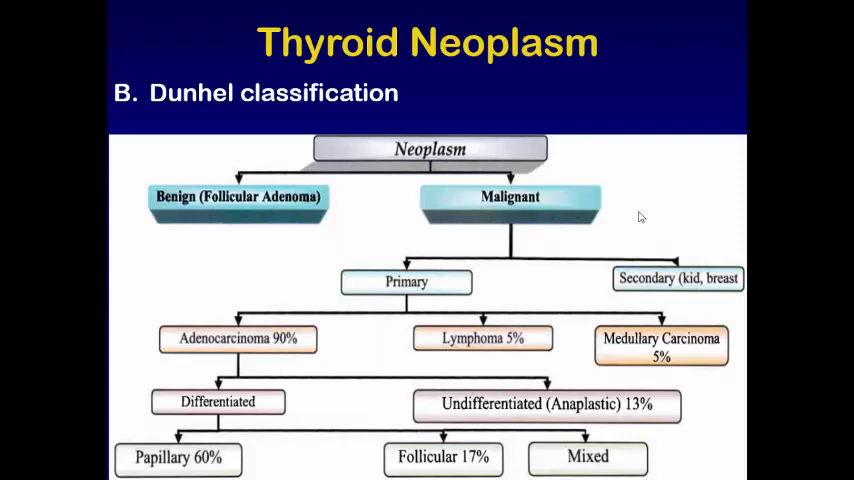 Thyroid Neoplasm
B. Dunhel classification
Neoplasm
Benign (Follicular Adenoma)
Malignant
Primary
Secondary (kid, breast
Adenocarcinoma 90%
Lymphoma 5%
Medullary Carcinoma
5%
Differentiated
Undifferentiated (Anaplastic) 13%
Papillary 60%
Follicular 17%
Mixed